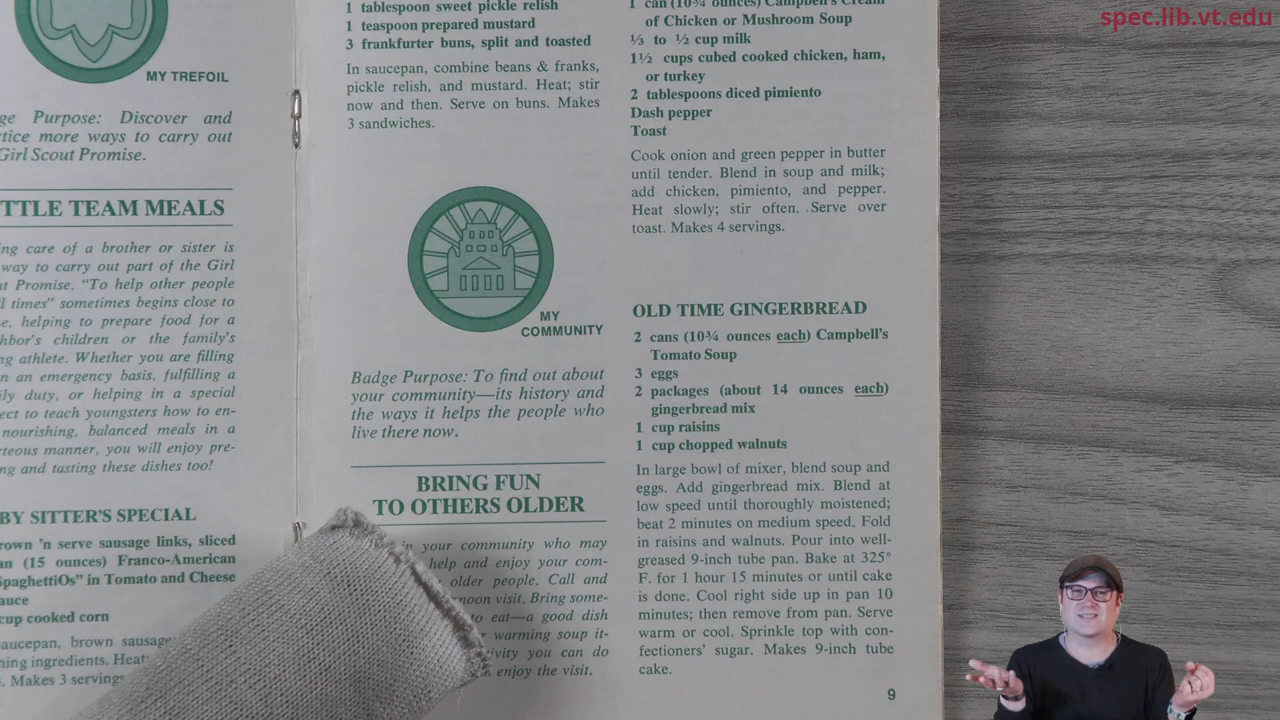 spec.lib.vt.edu
MY TREFOIL
Purpose: Discover and
more ways to carry out
Girl Scout Promise.
TEAM MEALS
care of a brother or sister is
way to carry out part of the Girl
Promise. “To help other people
times” sometimes begins close to
helping to prepare food for a
children or the family’s
athlete. Whether you are filling
an emergency basis, fulfilling a
duty, or helping in a special
to teach youngsters how to en-
nourishing, balanced meals in a
manner, you will enjoy pre-
and tasting these dishes too!
SITTER’S SPECIAL
’n serve sausage links, sliced
(15 ounces) Franco-American
SpaghettiOs” in Tomato and Cheese
cup cooked corn
saucepan, brown sausage
ingredients. Heat
Makes 3 servings
1 tablespoon sweet pickle relish
1 teaspoon prepared mustard
3 frankfurter buns, split and toasted
In saucepan, combine beans & franks,
pickle relish, and mustard. Heat; stir
now and then. Serve on buns. Makes
3 sandwiches.
MY
COMMUNITY
Badge Purpose: To find out about
your community—its history and
the ways it helps the people who
live there now.
BRING FUN
TO OTHERS OLDER
in your community who may
help and enjoy your com-
older people. Call and
visit. Bring some-
to eat—a good dish
warming soup it-
you can do
enjoy the visit.
1 can (10¾ ounces) Campbell’s Cream
of Chicken or Mushroom Soup
⅓ to ½ cup milk
1½ cups cubed cooked chicken, ham,
or turkey
2 tablespoons diced pimiento
Dash pepper
Toast
Cook onion and green pepper in butter
until tender. Blend in soup and milk;
add chicken, pimiento, and pepper.
Heat slowly; stir often. Serve over
toast. Makes 4 servings.
OLD TIME GINGERBREAD
2 cans (10¾ ounces each) Campbell’s
Tomato Soup
3 eggs
2 packages (about 14 ounces each)
gingerbread mix
1 cup raisins
1 cup chopped walnuts
In large bowl of mixer, blend soup and
eggs. Add gingerbread mix. Blend at
low speed until thoroughly moistened;
beat 2 minutes on medium speed. Fold
in raisins and walnuts. Pour into well-
greased 9-inch tube pan. Bake at 325°
F. for 1 hour 15 minutes or until cake
is done. Cool right side up in pan 10
minutes; then remove from pan. Serve
warm or cool. Sprinkle top with con-
fectioners’ sugar. Makes 9-inch tube
cake.
9